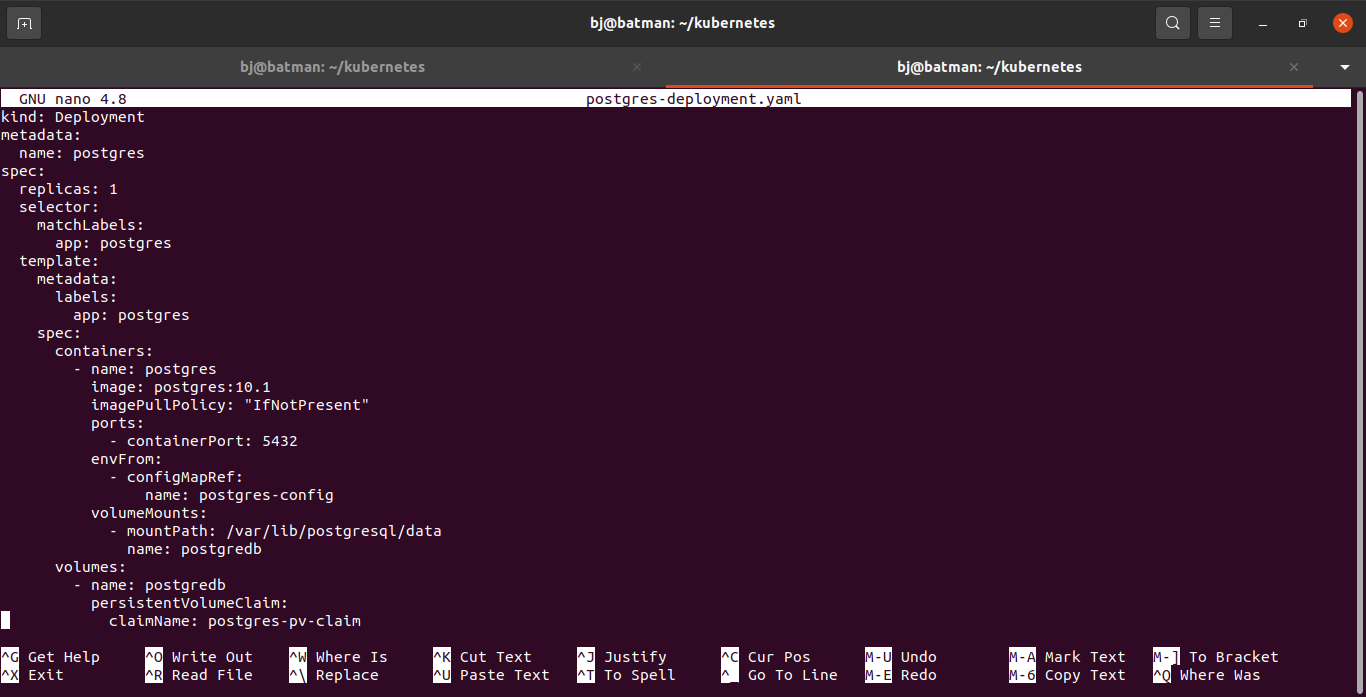 bj@batman: ~/kubernetes
bj@batman: ~/kubernetes
bj@batman: ~/kubernetes
GNU nano 4.8 postgres-deployment.yaml
kind: Deployment
metadata:
  name: postgres
spec:
  replicas: 1
  selector:
    matchLabels:
      app: postgres
  template:
    metadata:
      labels:
        app: postgres
    spec:
      containers:
        - name: postgres
          image: postgres:10.1
          imagePullPolicy: "IfNotPresent"
          ports:
            - containerPort: 5432
          envFrom:
            - configMapRef:
                name: postgres-config
          volumeMounts:
            - mountPath: /var/lib/postgresql/data
              name: postgredb
      volumes:
        - name: postgredb
          persistentVolumeClaim:
            claimName: postgres-pv-claim
^G Get Help ^O Write Out ^W Where Is ^K Cut Text ^J Justify ^C Cur Pos M-U Undo M-A Mark Text M-] To Bracket
^X Exit ^R Read File ^\ Replace ^U Paste Text ^T To Spell ^_ Go To Line M-E Redo M-6 Copy Text ^Q Where Was